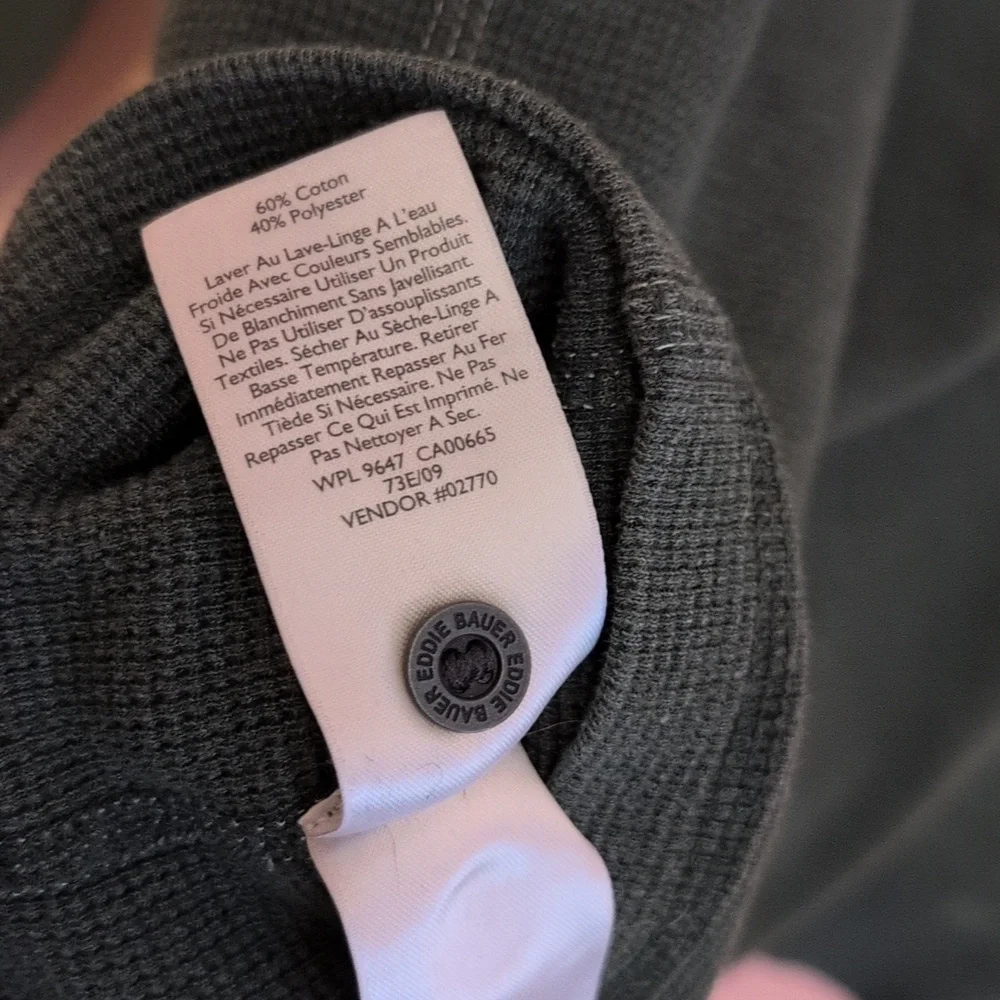 60% Coton
40% Polyester
Laver Au Lave-Linge A L'eau
Froide Avec Couleurs Semblables.
Si Nécessaire Utiliser Un Produit
De Blanchiment Sans Javellisant.
Ne Pas Utiliser D'assouplissants
Textiles. Sécher Au Sèche-Linge A
Basse Température. Retirer
Immédiatement Repasser Au Fer
Tiède Si Nécessaire. Ne Pas
Repasser Ce Qui Est Imprimé. Ne
Pas Nettoyer A Sec.
WPL 9647 CA00665
73E/09
VENDOR #02770
EDDIE BAUER EDDIE BAUER